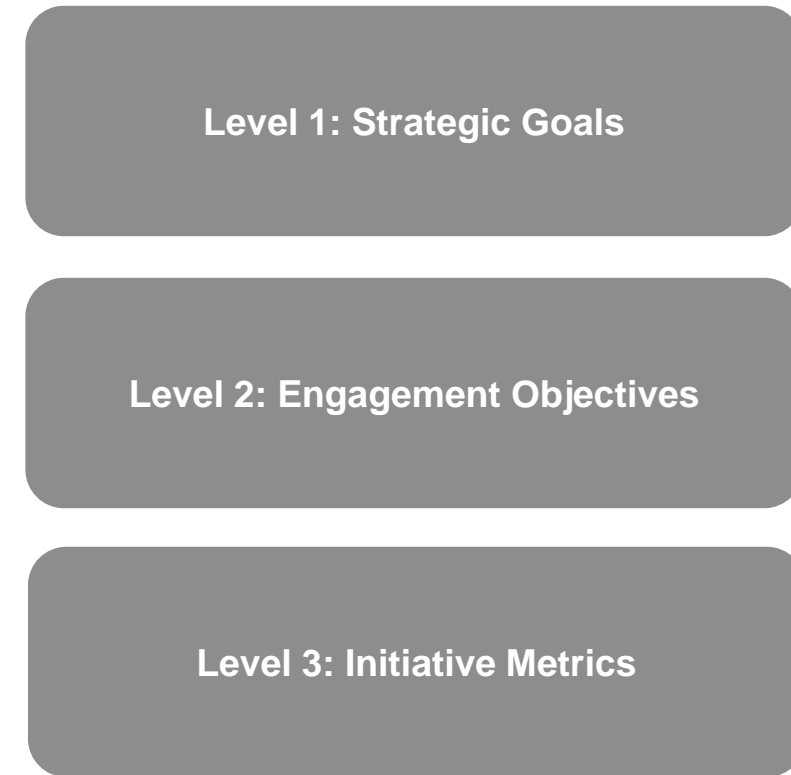 Level 1: Strategic Goals
Level 2: Engagement Objectives
Level 3: Initiative Metrics